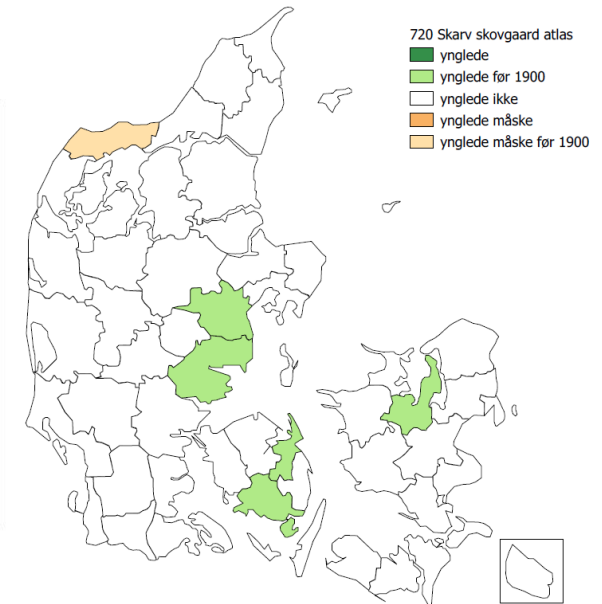 720 Skarv skovgaard atlas
ynglede
ynglede før 1900
ynglede ikke
ynglede måske
ynglede måske før 1900